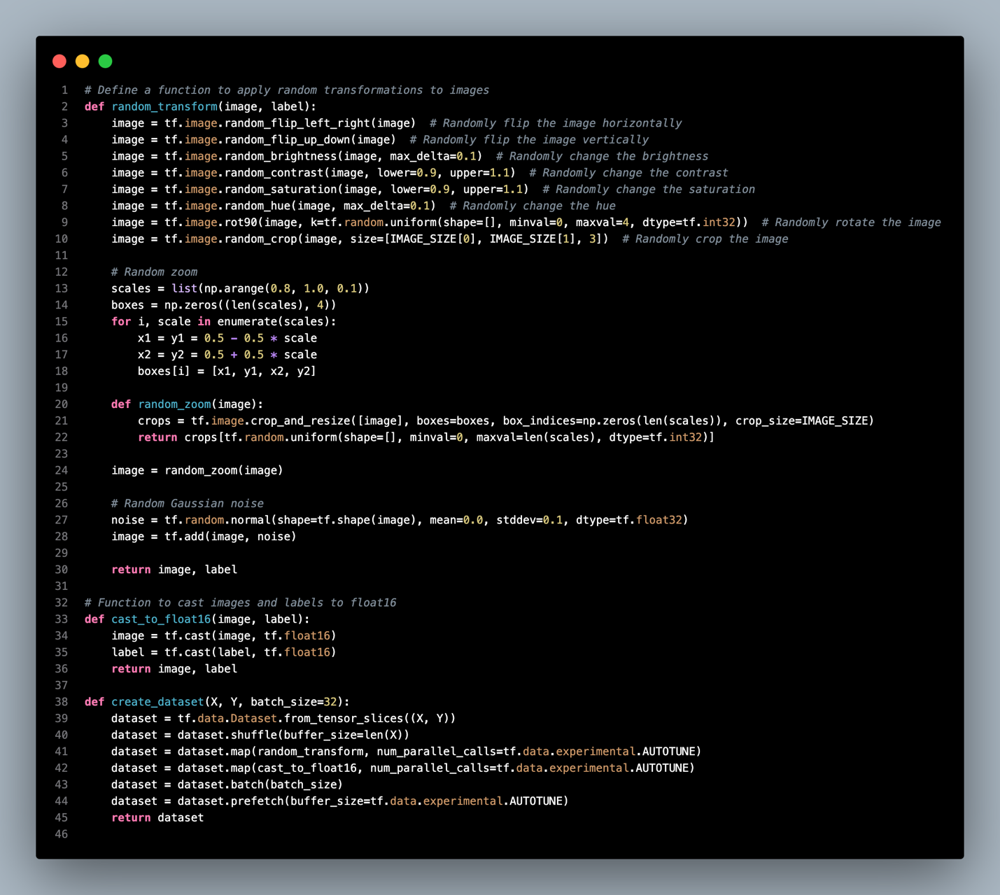 1 # Define a function to apply random transformations to images
2 def random_transform(image, label):
3     image = tf.image.random_flip_left_right(image)  # Randomly flip the image horizontally
4     image = tf.image.random_flip_up_down(image)  # Randomly flip the image vertically
5     image = tf.image.random_brightness(image, max_delta=0.1)  # Randomly change the brightness
6     image = tf.image.random_contrast(image, lower=0.9, upper=1.1)  # Randomly change the contrast
7     image = tf.image.random_saturation(image, lower=0.9, upper=1.1)  # Randomly change the saturation
8     image = tf.image.random_hue(image, max_delta=0.1)  # Randomly change the hue
9     image = tf.image.rot90(image, k=tf.random.uniform(shape=[], minval=0, maxval=4, dtype=tf.int32))  # Randomly rotate the image
10     image = tf.image.random_crop(image, size=[IMAGE_SIZE[0], IMAGE_SIZE[1], 3])  # Randomly crop the image
11
12     # Random zoom
13     scales = list(np.arange(0.8, 1.0, 0.1))
14     boxes = np.zeros((len(scales), 4))
15     for i, scale in enumerate(scales):
16         x1 = y1 = 0.5 - 0.5 * scale
17         x2 = y2 = 0.5 + 0.5 * scale
18         boxes[i] = [x1, y1, x2, y2]
19
20     def random_zoom(image):
21         crops = tf.image.crop_and_resize([image], boxes=boxes, box_indices=np.zeros(len(scales)), crop_size=IMAGE_SIZE)
22         return crops[tf.random.uniform(shape=[], minval=0, maxval=len(scales), dtype=tf.int32)]
23
24     image = random_zoom(image)
25
26     # Random Gaussian noise
27     noise = tf.random.normal(shape=tf.shape(image), mean=0.0, stddev=0.1, dtype=tf.float32)
28     image = tf.add(image, noise)
29
30     return image, label
31
32 # Function to cast images and labels to float16
33 def cast_to_float16(image, label):
34     image = tf.cast(image, tf.float16)
35     label = tf.cast(label, tf.float16)
36     return image, label
37
38 def create_dataset(X, Y, batch_size=32):
39     dataset = tf.data.Dataset.from_tensor_slices((X, Y))
40     dataset = dataset.shuffle(buffer_size=len(X))
41     dataset = dataset.map(random_transform, num_parallel_calls=tf.data.experimental.AUTOTUNE)
42     dataset = dataset.map(cast_to_float16, num_parallel_calls=tf.data.experimental.AUTOTUNE)
43     dataset = dataset.batch(batch_size)
44     dataset = dataset.prefetch(buffer_size=tf.data.experimental.AUTOTUNE)
45     return dataset
46